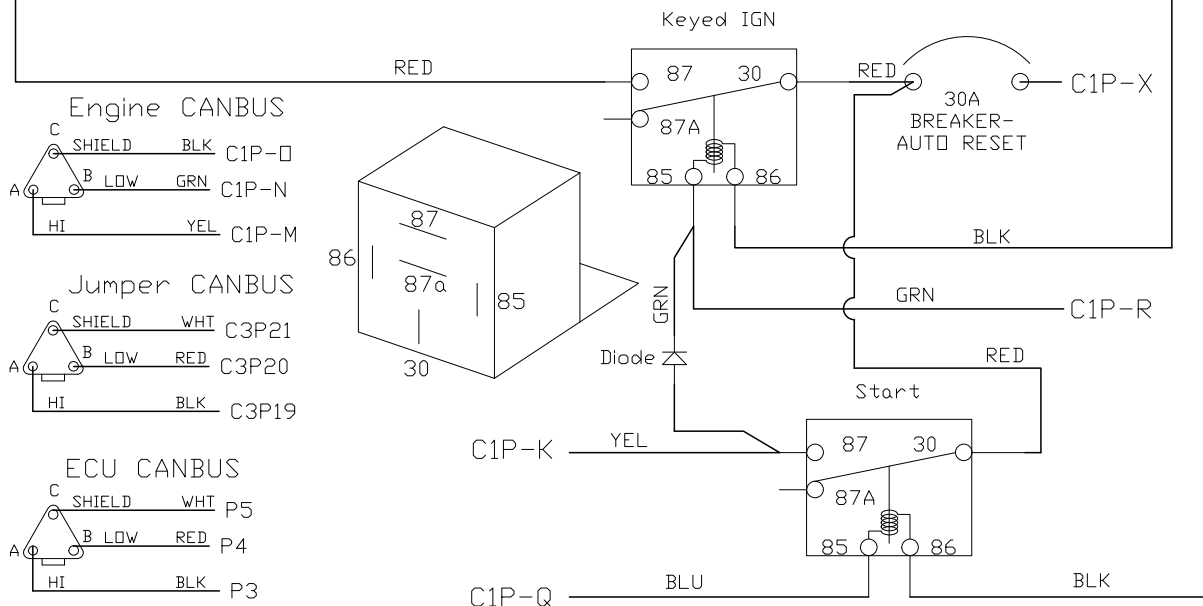 Keyed IGN
RED
87 30
RED
C1P-X
87A
30A
BREAKER-
AUTO RESET
85 86
BLK
GRN
C1P-R
RED
Engine CANBUS
C
SHIELD BLK C1P-O
A B LOW GRN C1P-N
HI YEL C1P-M
Jumper CANBUS
C
SHIELD WHT C3P21
A B LOW RED C3P20
HI BLK C3P19
ECU CANBUS
C
SHIELD WHT P5
A B LOW RED P4
HI BLK P3
87
86
87a
85
30
GRN
Diode
Start
C1P-K YEL
87 30
87A
85 86
C1P-Q BLU
BLK